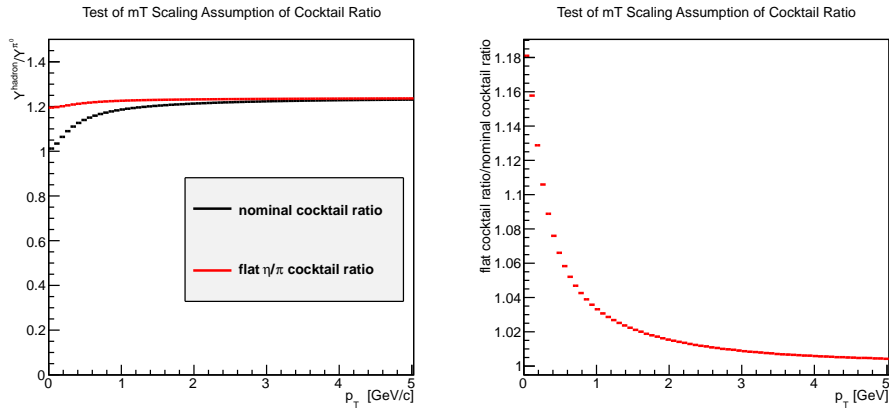 Test of mT Scaling Assumption of Cocktail Ratio
γ^hadron/γ^π⁰
1.4
1.2
1
0.8
0.6
0.4
0.2
0
nominal cocktail ratio
flat η/π cocktail ratio
0 1 2 3 4 5
p_T [GeV/c]
Test of mT Scaling Assumption of Cocktail Ratio
flat cocktail ratio/nominal cocktail ratio
1.18
1.16
1.14
1.12
1.1
1.08
1.06
1.04
1.02
1
0 1 2 3 4 5
p_T [GeV]